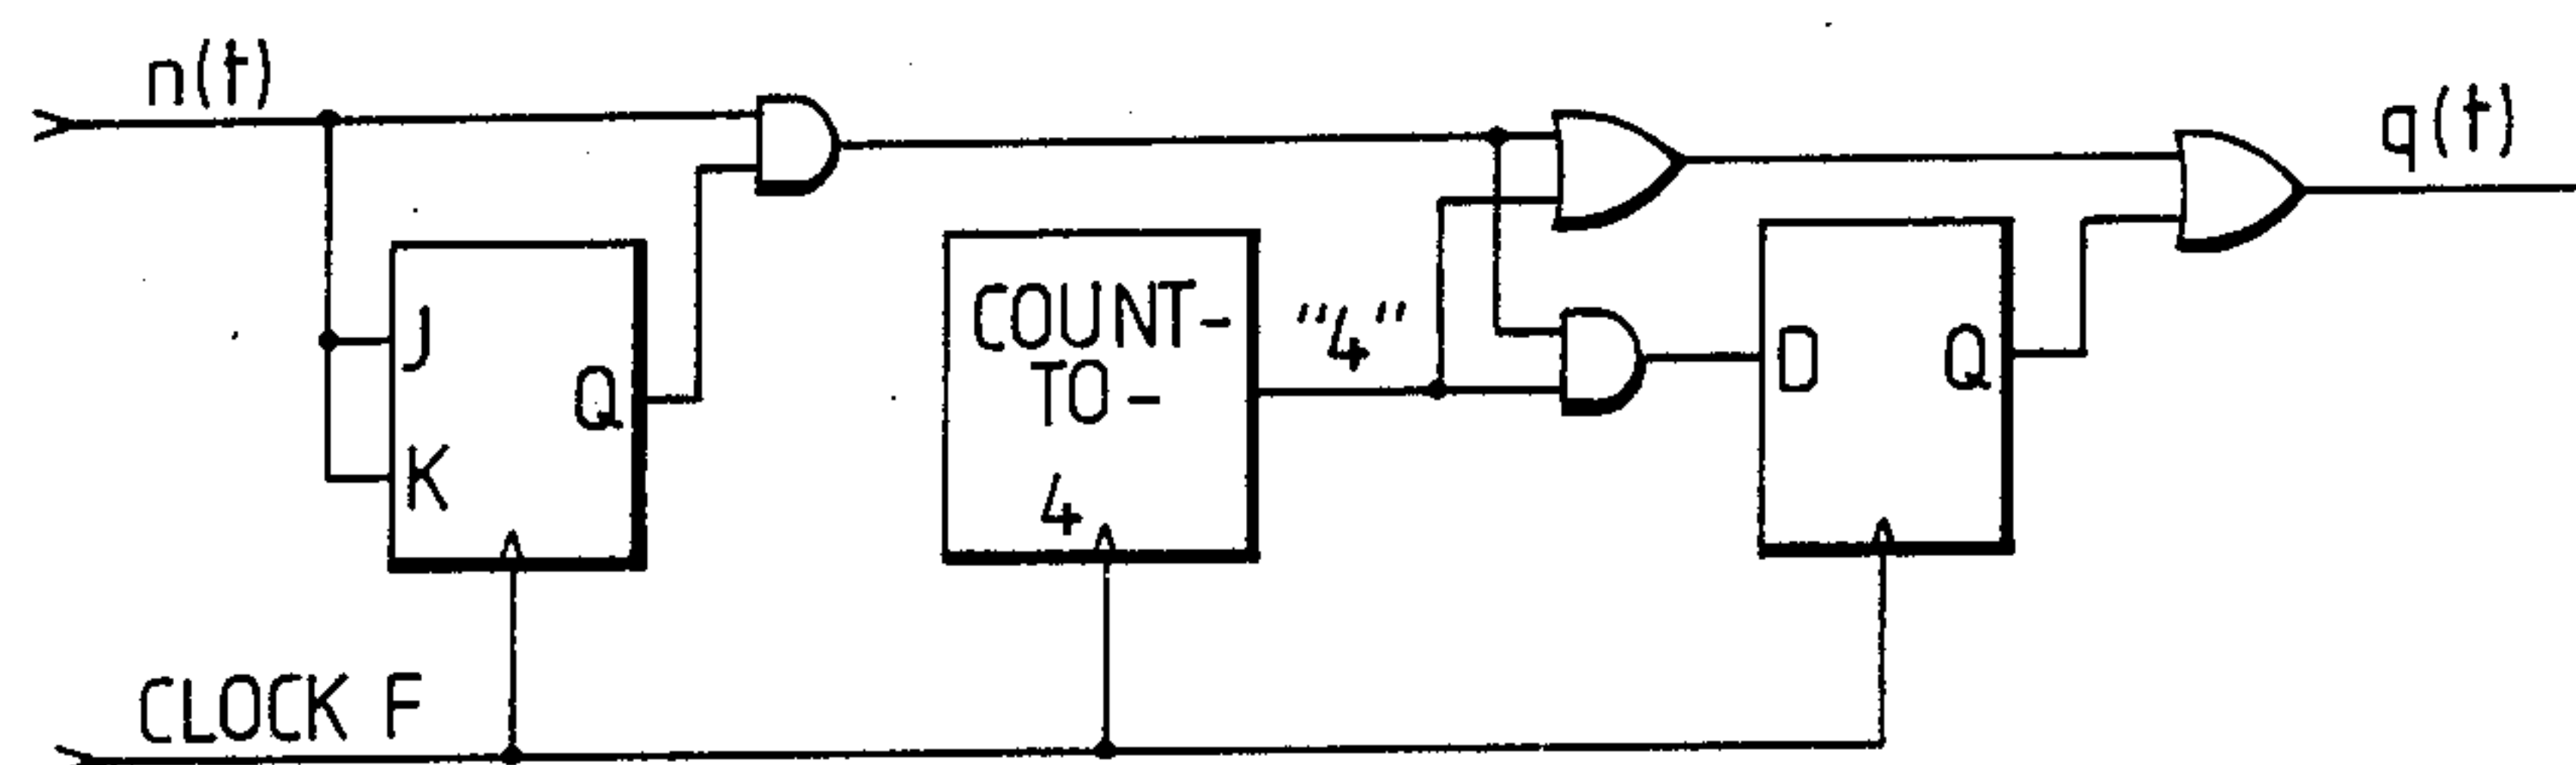 n(t)
q(t)
J
Q
K
COUNT-
TO-
4
"4"
D
Q
CLOCK F